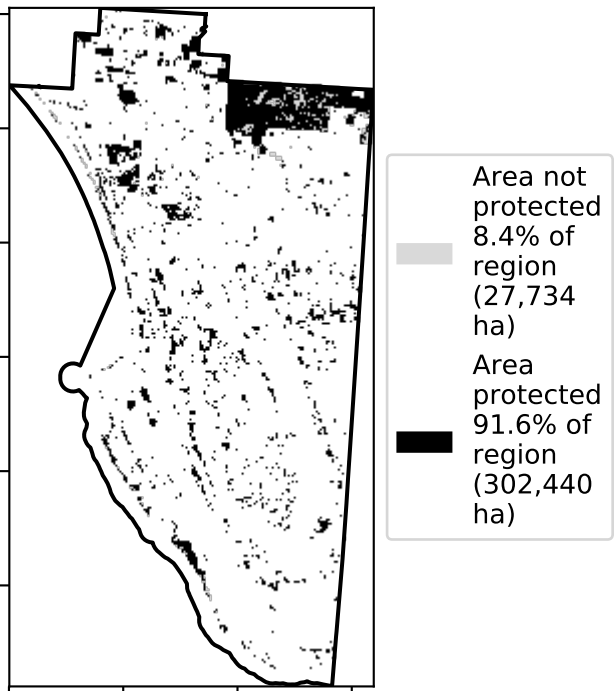 Area not
protected
8.4% of
region
(27,734
ha)
Area
protected
91.6% of
region
(302,440
ha)